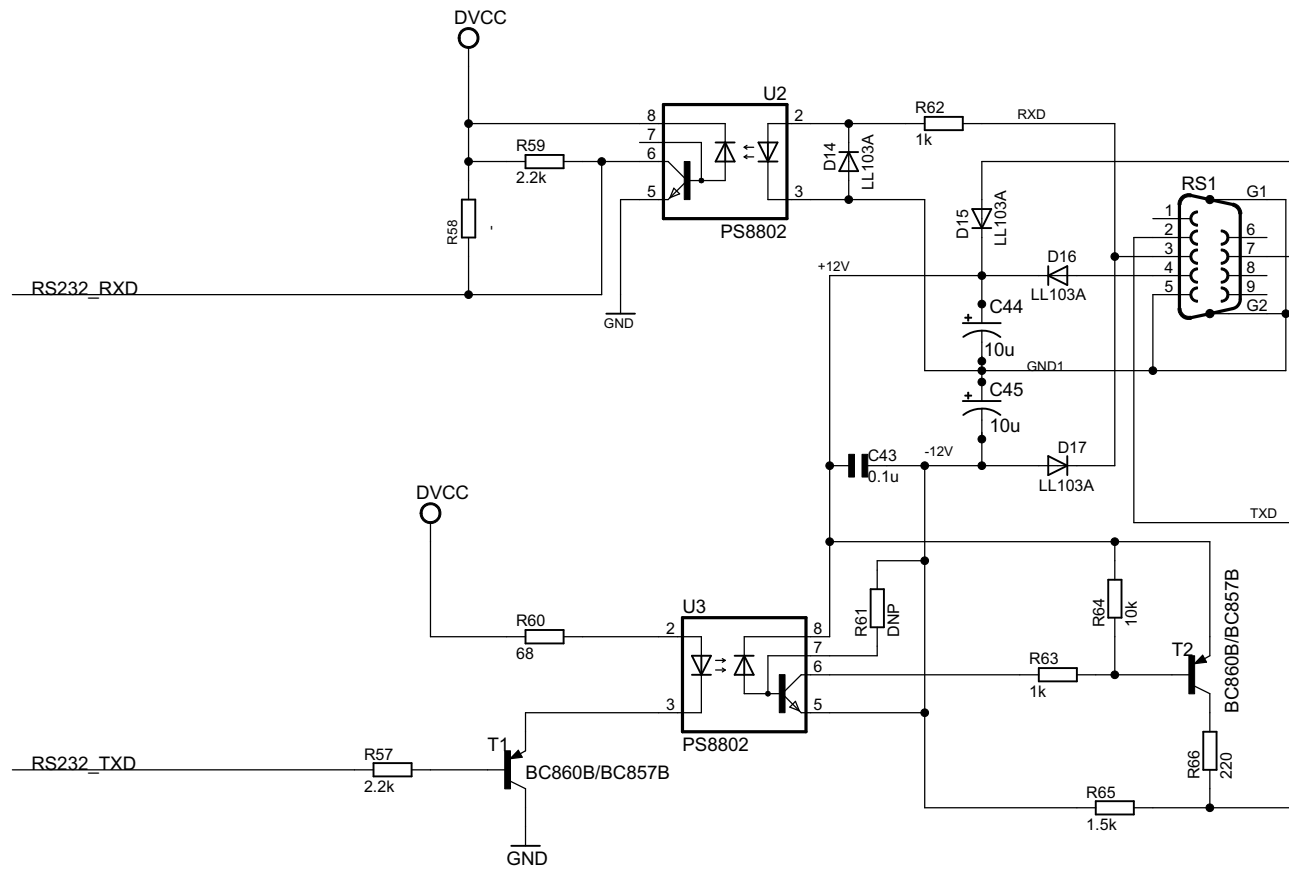 DVCC
U2
8
7
6
5
2
3
PS8802
R59
2.2k
R58
RS232_RXD
GND
D14
LL103A
R62
1k
RXD
D15
LL103A
RS1
G1
1
2
3
4
5
6
7
8
9
G2
+12V
D16
LL103A
+
C44
10u
GND1
+
C45
10u
C43
0.1u
-12V
D17
LL103A
TXD
DVCC
R60
68
U3
2
3
8
7
6
5
PS8802
R61
DNP
R63
1k
R64
10k
T2
BC860B/BC857B
R66
220
R65
1.5k
RS232_TXD
R57
2.2k
T1
BC860B/BC857B
GND